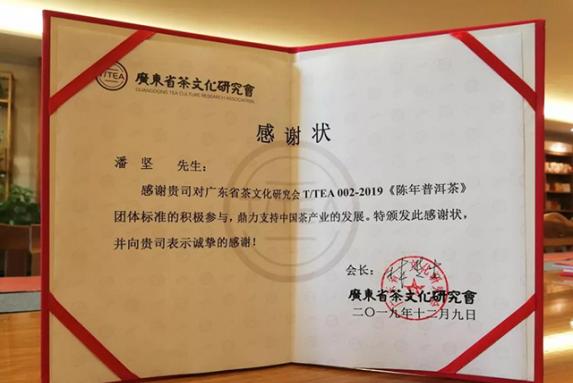 T/TEA
廣東省茶文化研究會
GUANGDONG TEA CULTURE RESEARCH ASSOCIATION
感谢状
潘坚 先生：
感谢贵司对广东省茶文化研究会 T/TEA 002-2019《陈年普洱茶》
团体标准的积极参与，鼎力支持中国茶产业的发展。特颁发此感谢状，
并向贵司表示诚挚的感谢！
会长：
廣東省茶文化研究會
二〇一九年十二月九日